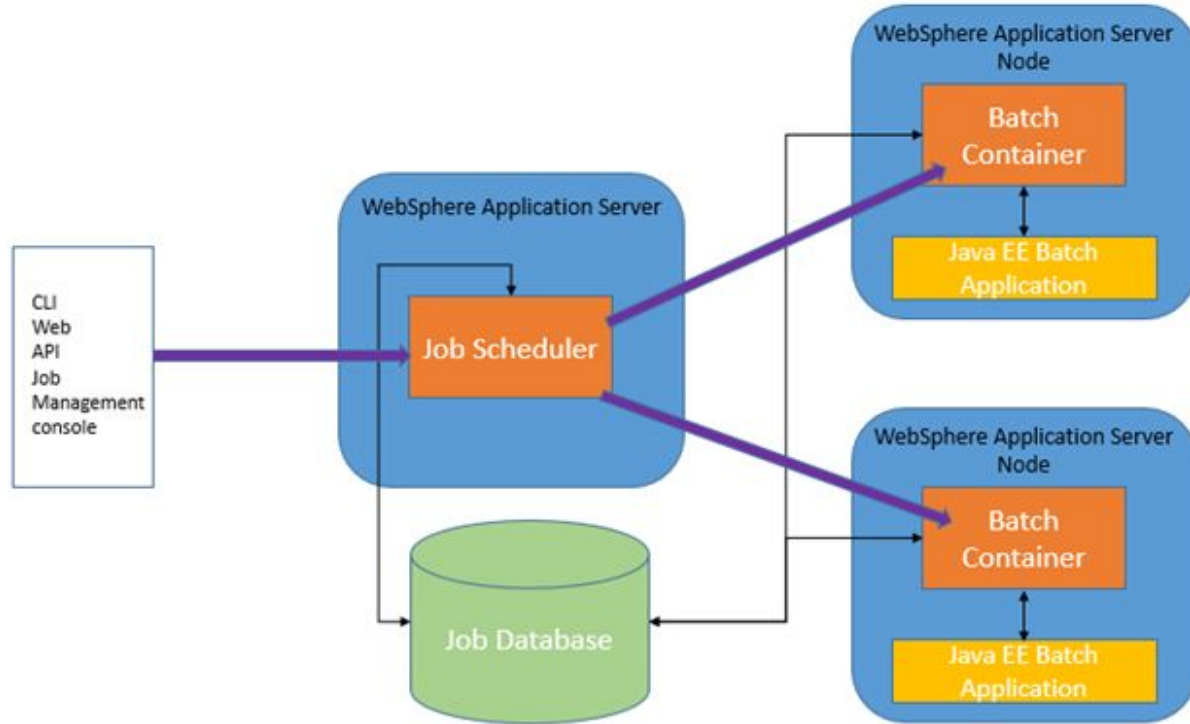 CLI
Web
API
Job
Management
console
WebSphere Application Server
Job Scheduler
Job Database
WebSphere Application Server
Node
Batch
Container
Java EE Batch
Application
WebSphere Application Server
Node
Batch
Container
Java EE Batch
Application